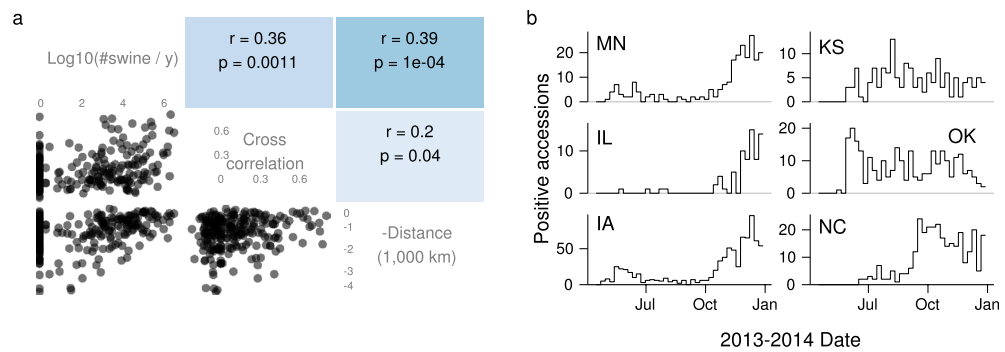 a
Log10(#swine / y)
r = 0.36
p = 0.0011
r = 0.39
p = 1e-04
0 2 4 6
0.6
0.3
0
Cross
correlation
0 0.3 0.6
r = 0.2
p = 0.04
0
-1
-2
-3
-4
-Distance
(1,000 km)
b
Positive accessions
MN
20
10
0
KS
10
5
0
IL
10
0
OK
20
10
0
IA
50
0
NC
20
10
0
Jul Oct Jan
Jul Oct Jan
2013-2014 Date